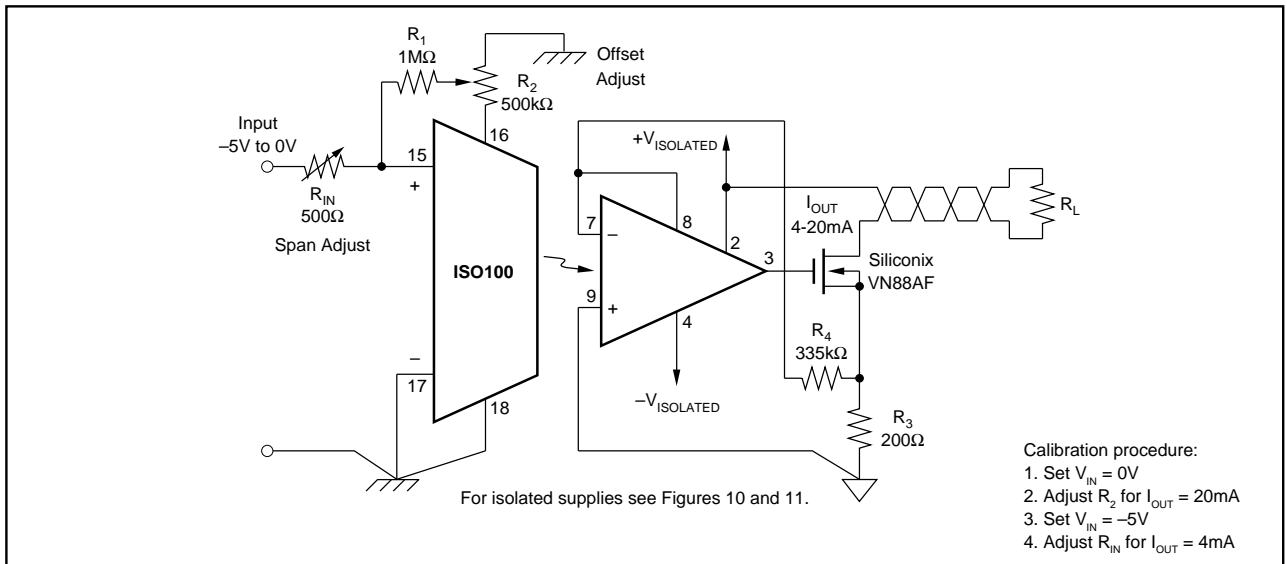 R1
1MΩ
Offset
Adjust
R2
500kΩ
Input
–5V to 0V
16
15
+
RIN
500Ω
Span Adjust
ISO100
–
17
18
+VISOLATED
7
–
8
2
IOUT
4-20mA
RL
3
Siliconix
VN88AF
9
+
4
R4
335kΩ
–VISOLATED
R3
200Ω
For isolated supplies see Figures 10 and 11.
Calibration procedure:
1. Set VIN = 0V
2. Adjust R2 for IOUT = 20mA
3. Set VIN = –5V
4. Adjust RIN for IOUT = 4mA